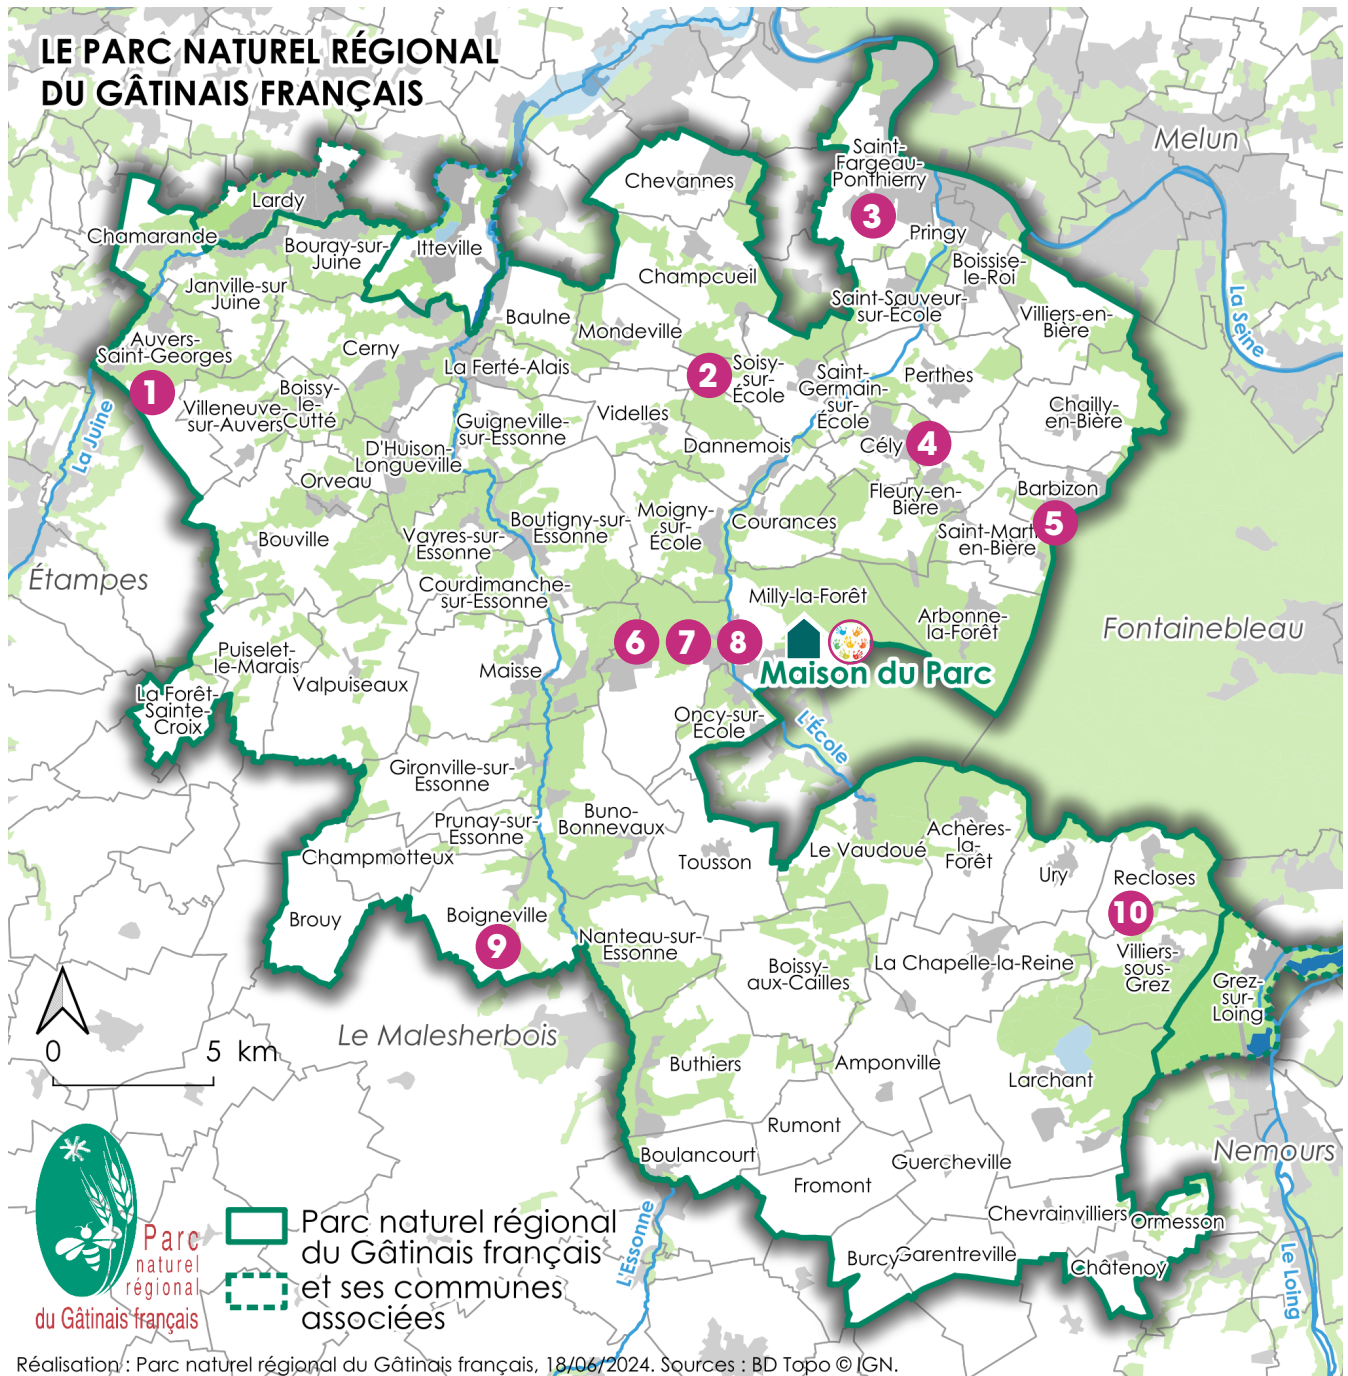 LE PARC NATUREL RÉGIONAL
DU GÂTINAIS FRANÇAIS
Melun
Saint-
Fargeau-
Ponthierry
3
Pringy
Chevannes
Lardy
Chamarande
Bouray-sur-
Juine
Itteville
Boissise-
le-Roi
Champcueil
Janville-sur
Juine
Saint-Sauveur-
sur-École
Villiers-en-
Bière
La Seine
Baulne
Mondeville
Auvers-
Saint-Georges
1
Cerny
La Ferté-Alais
2
Soisy-
sur-
École
Saint-
Germain-
sur-
École
Perthes
Boissy-
le-
Cutté
Villeneuve-
sur-Auvers
Chailly-
en-Bière
La Juine
Guigneville-
sur-Essonne
Videlles
Dannemois
Cély
4
D'Huison-
Longueville
Orveau
Fleury-en-
Bière
Barbizon
5
Moigny-
sur-
École
Courances
Boutigny-sur-
Essonne
Saint-Mart
en-Bière
Bouville
Vayres-sur-
Essonne
Étampes
Courdimanche-
sur-Essonne
Milly-la-Forêt
Arbonne-
la-Forêt
Fontainebleau
6
7
8
Maison du Parc
Puiselet-
le-Marais
Valpuiseaux
Maisse
La Forêt-
Sainte-
Croix
Oncy-sur-
École
L'École
Gironville-sur-
Essonne
Prunay-sur-
Essonne
Buno-
Bonnevaux
Champmotteux
Tousson
Le Vaudoué
Achères-
la-
Forêt
Ury
Recloses
10
Brouy
Boigneville
9
Nanteau-sur-
Essonne
Boissy-
aux-Cailles
La Chapelle-la-Reine
Villiers-
sous-
Grez
Grez-
sur-
Loing
Le Malesherbois
0 5 km
Buthiers
Amponville
Larchant
Rumont
Boulancourt
Guercheville
Nemours
Fromont
Chevrainvilliers
Ormesson
Burcy
Garentreville
Châtenoy
L'Essonne
Le Loing
Parc
naturel
régional
du Gâtinais français
Parc naturel régional
du Gâtinais français
et ses communes
associées
Réalisation : Parc naturel régional du Gâtinais français, 18/06/2024. Sources : BD Topo © IGN.